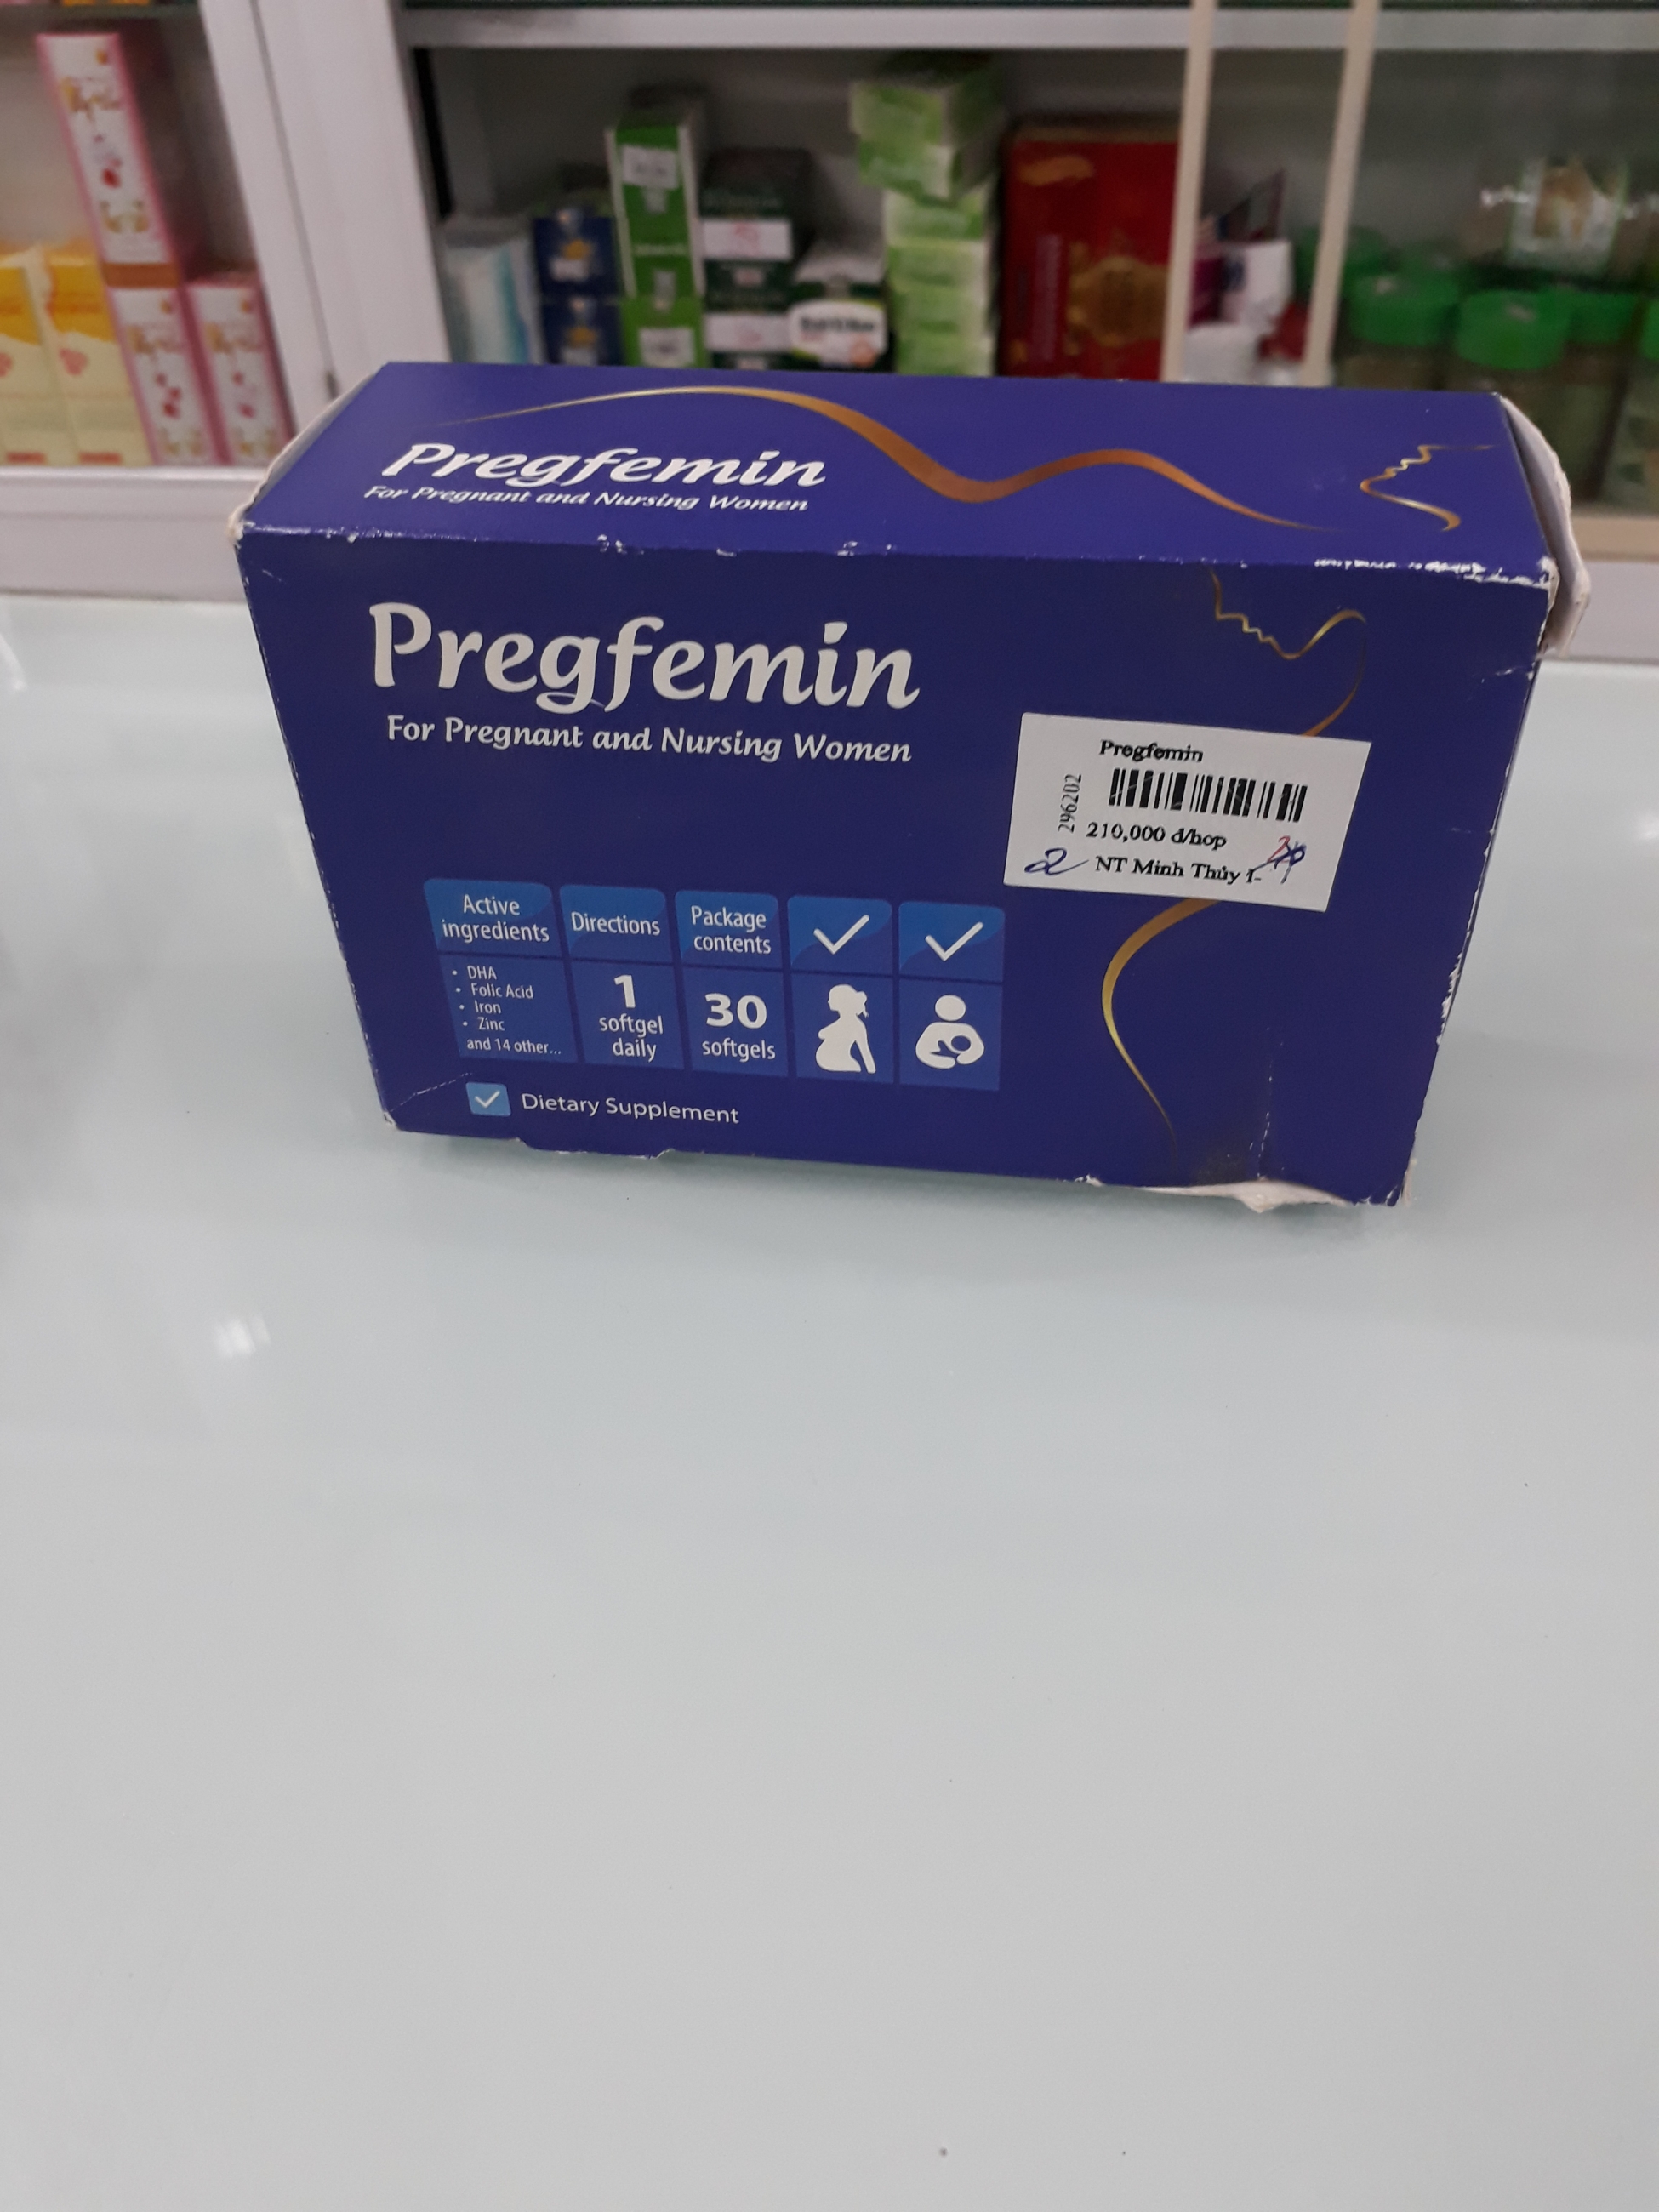 Pregfemin
For Pregnant and Nursing Women
Pregfemin
For Pregnant and Nursing Women
Pregfemin
296202
210,000 đ/hop
2 NT Minh Thủy 1-
Active
ingredients
• DHA
• Folic Acid
• Iron
• Zinc
and 14 other...
Directions
1
softgel
daily
Package
contents
30
softgels
Dietary Supplement